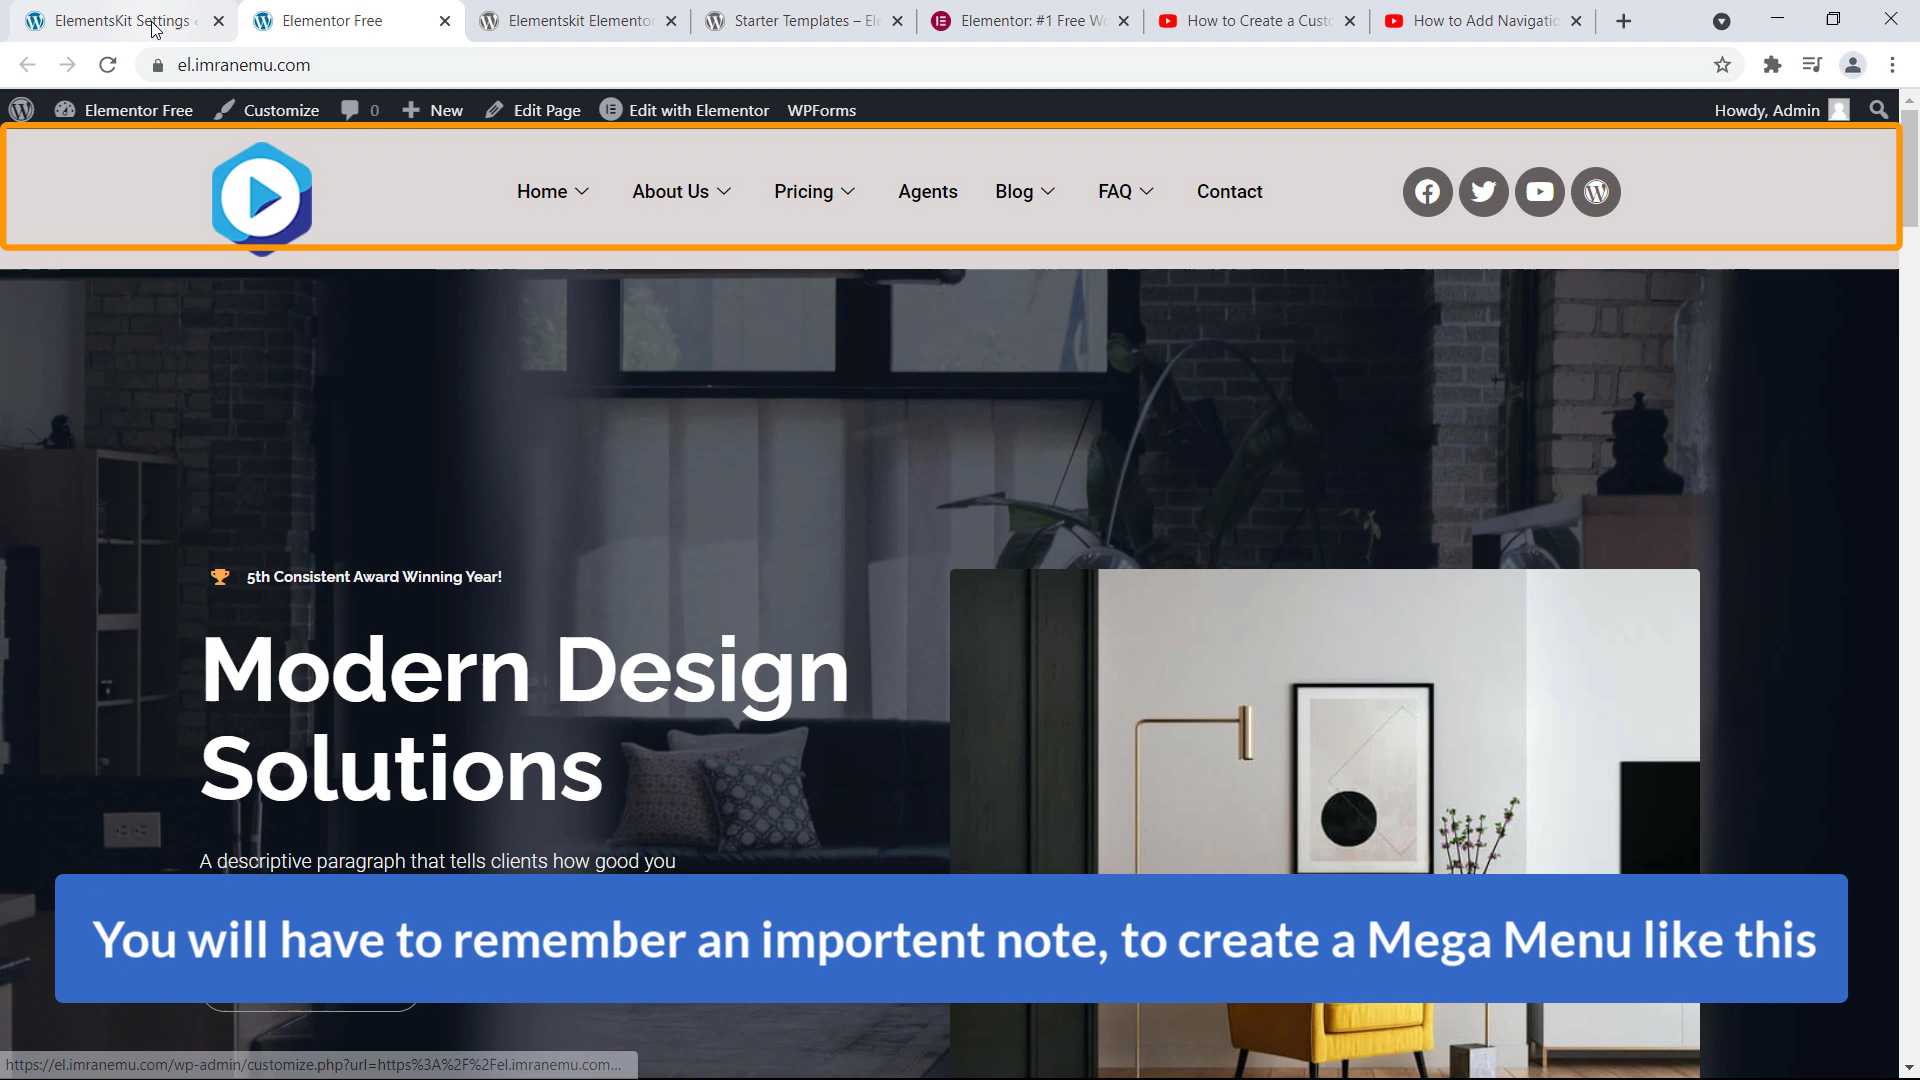 ElementsKit Settings ‹
Elementor Free
Elementskit Elementor
Starter Templates – Ele
Elementor: #1 Free Wo
How to Create a Custo
How to Add Navigatio
el.imranemu.com
Elementor Free
Customize
0
New
Edit Page
Edit with Elementor
WPForms
Howdy, Admin
Home
About Us
Pricing
Agents
Blog
FAQ
Contact
5th Consistent Award Winning Year!
Modern Design
Solutions
A descriptive paragraph that tells clients how good you
You will have to remember an importent note, to create a Mega Menu like this
https://el.imranemu.com/wp-admin/customize.php?url=https%3A%2F%2Fel.imranemu.com...